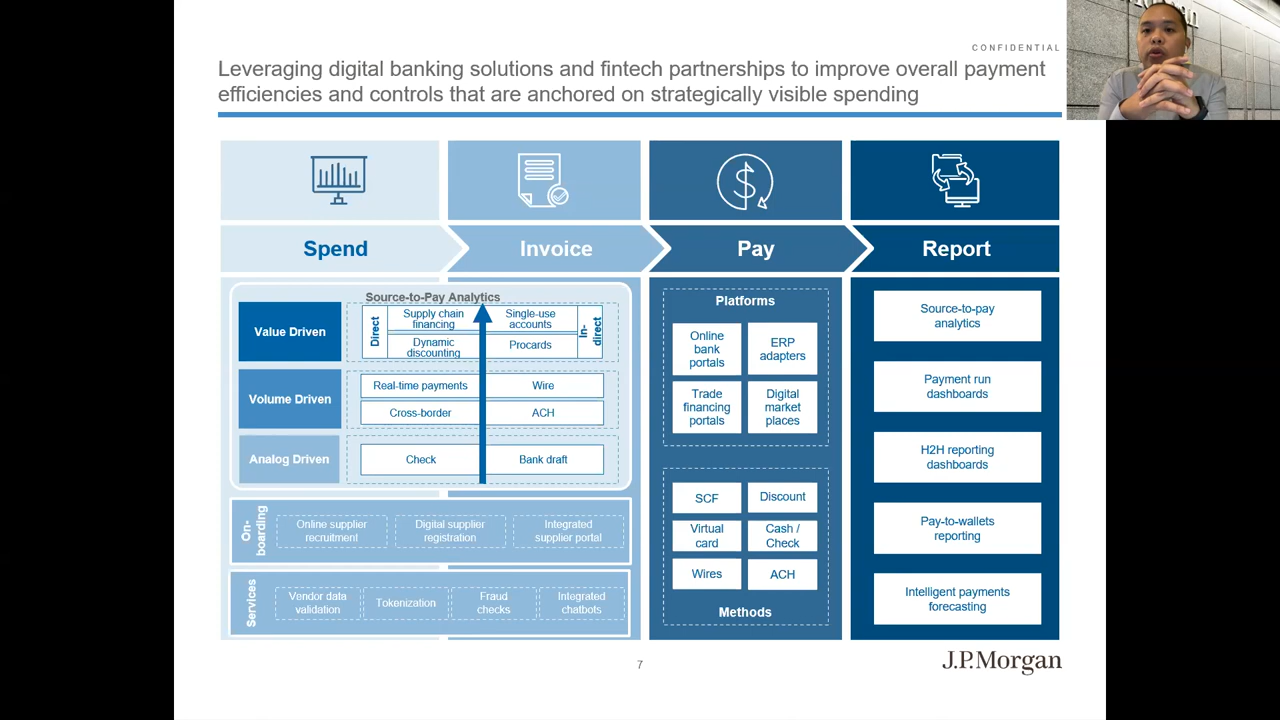 CONFIDENTIAL
Leveraging digital banking solutions and fintech partnerships to improve overall payment
efficiencies and controls that are anchored on strategically visible spending
Spend
Invoice
Pay
Report
Source-to-Pay Analytics
Value Driven
Direct
Supply chain
financing
Single-use
accounts
Dynamic
discounting
Procards
In-
direct
Volume Driven
Real-time payments
Wire
Cross-border
ACH
Analog Driven
Check
Bank draft
On-
boarding
Online supplier
recruitment
Digital supplier
registration
Integrated
supplier portal
Services
Vendor data
validation
Tokenization
Fraud
checks
Integrated
chatbots
Platforms
Online
bank
portals
ERP
adapters
Trade
financing
portals
Digital
market
places
SCF
Discount
Virtual
card
Cash /
Check
Wires
ACH
Methods
Source-to-pay
analytics
Payment run
dashboards
H2H reporting
dashboards
Pay-to-wallets
reporting
Intelligent payments
forecasting
7
J.P.Morgan